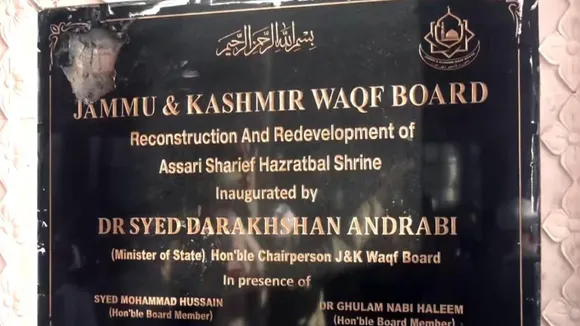 بسم الله الرحمن الرحيم
JAMMU & KASHMIR WAQF BOARD
Reconstruction And Redevelopment of
Assari Sharief Hazratbal Shrine
Inaugurated by
DR SYED DARAKHSHAN ANDRABI
(Minister of State) Hon'ble Chairperson J&K Waqf Board
In presence of
SYED MOHAMMAD HUSSAIN
(Hon'ble Board Member)
DR GHULAM NABI HALEEM
(Hon'ble Board Member)